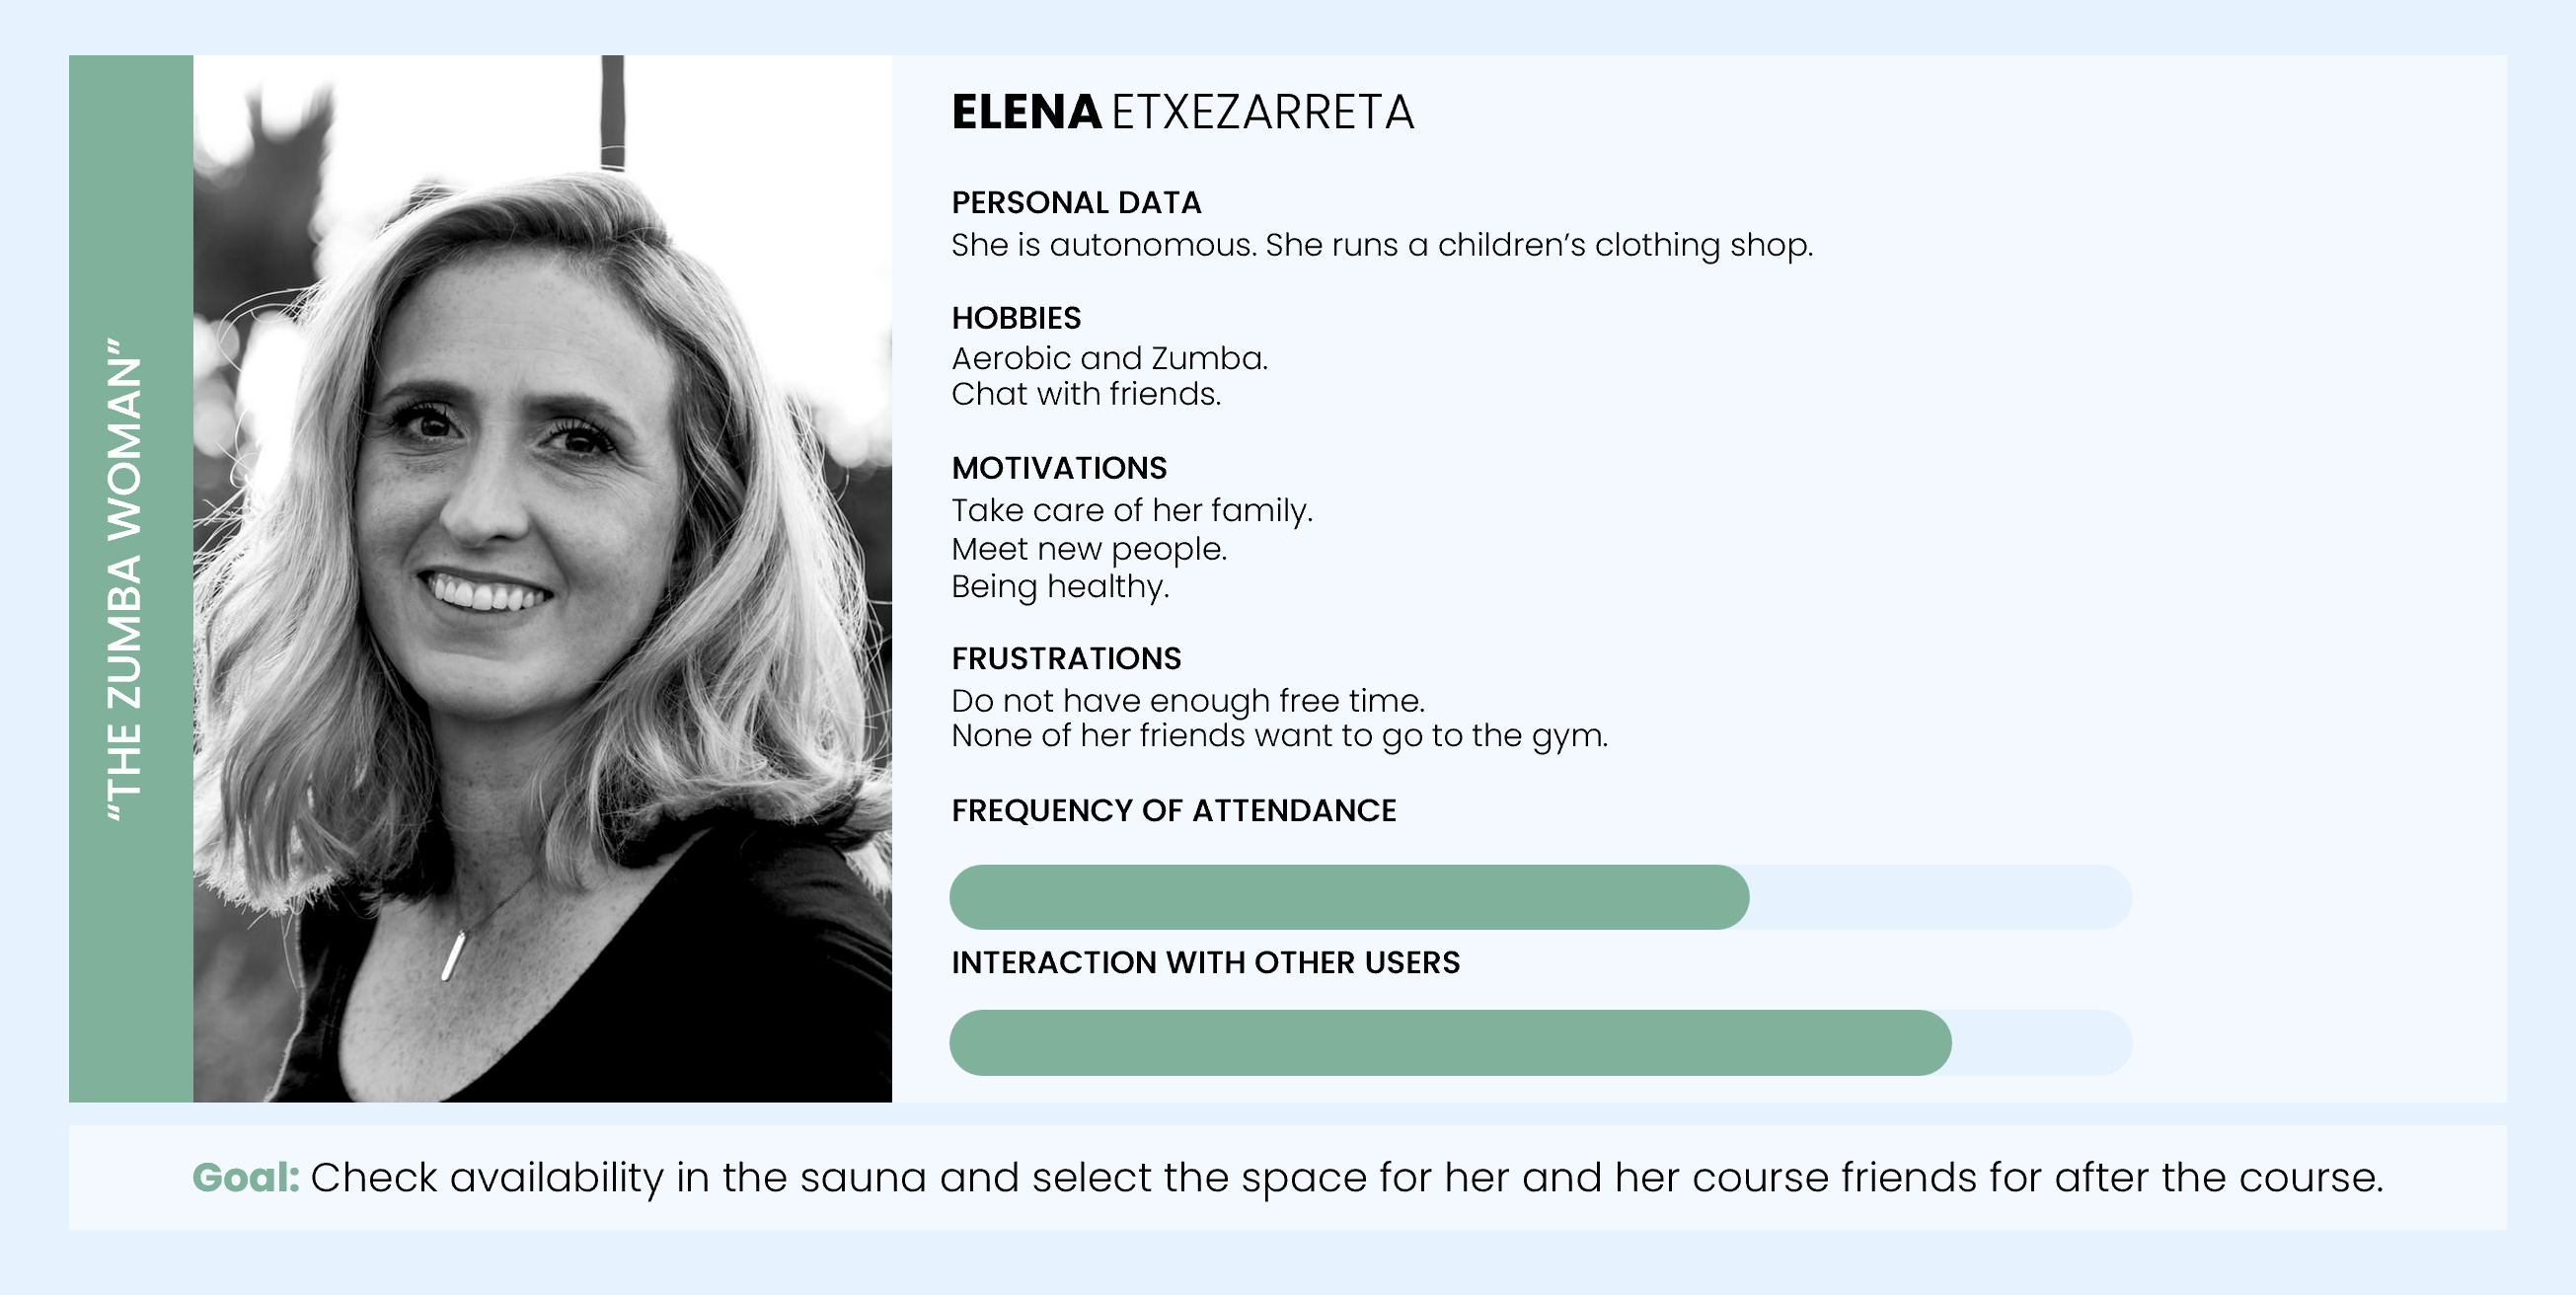 “THE ZUMBA WOMAN”
ELENA ETXEZARRETA
PERSONAL DATA
She is autonomous. She runs a children’s clothing shop.
HOBBIES
Aerobic and Zumba.
Chat with friends.
MOTIVATIONS
Take care of her family.
Meet new people.
Being healthy.
FRUSTRATIONS
Do not have enough free time.
None of her friends want to go to the gym.
FREQUENCY OF ATTENDANCE
INTERACTION WITH OTHER USERS
Goal: Check availability in the sauna and select the space for her and her course friends for after the course.